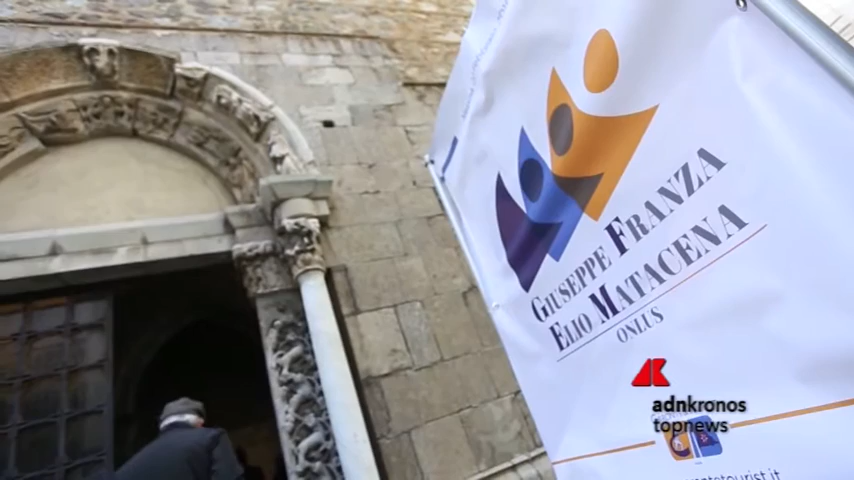 GIUSEPPE FRANZA
ELIO MATACENA
ONLUS
adnkronos
topnews